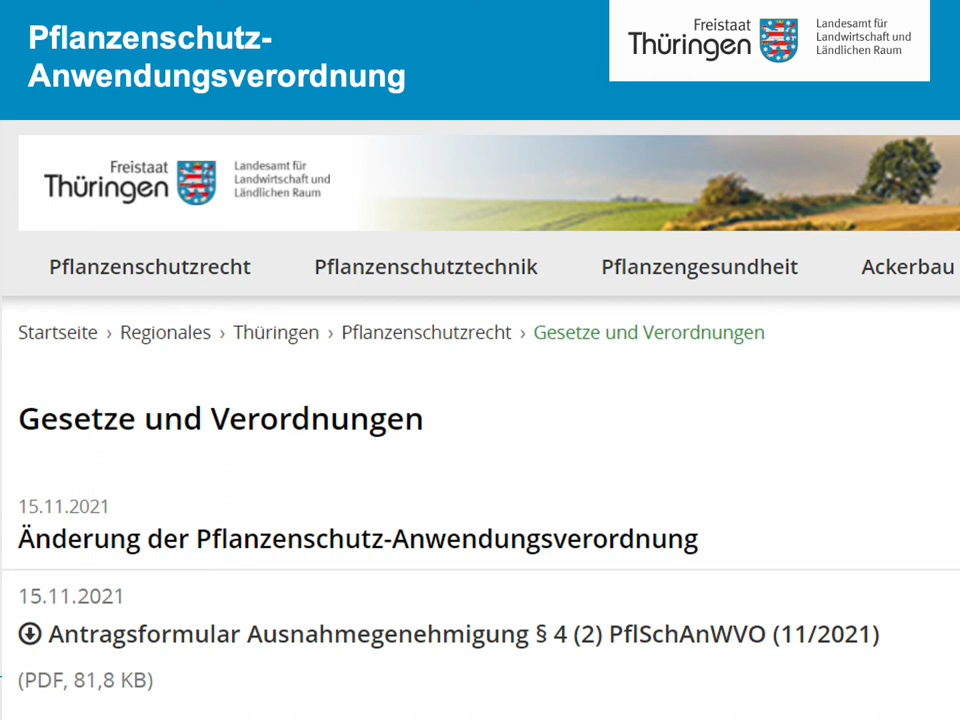 Pflanzenschutz-
Anwendungsverordnung
Freistaat
Thüringen
Landesamt für
Landwirtschaft und
Ländlichen Raum
Freistaat
Thüringen
Landesamt für
Landwirtschaft und
Ländlichen Raum
Pflanzenschutzrecht Pflanzenschutztechnik Pflanzengesundheit Ackerbau
Startseite › Regionales › Thüringen › Pflanzenschutzrecht › Gesetze und Verordnungen
Gesetze und Verordnungen
15.11.2021
Änderung der Pflanzenschutz-Anwendungsverordnung
15.11.2021
Antragsformular Ausnahmegenehmigung § 4 (2) PflSchAnWVO (11/2021)
(PDF, 81,8 KB)